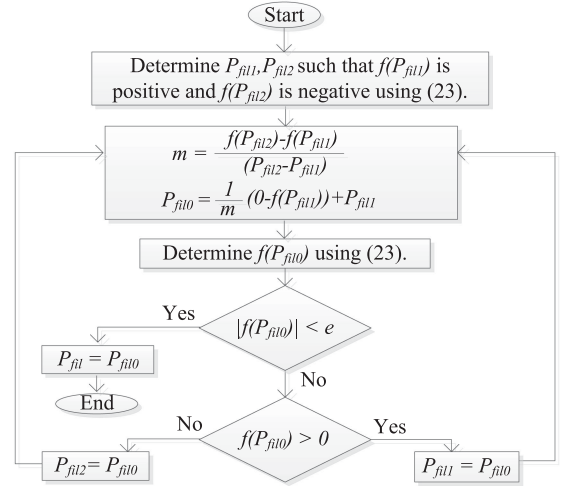 Start
Determine P_fil1, P_fil2 such that f(P_fil1) is
positive and f(P_fil2) is negative using (23).
m = f(P_fil2)-f(P_fil1) / (P_fil2-P_fil1)
P_fil0 = 1/m (0-f(P_fil1))+P_fil1
Determine f(P_fil0) using (23).
Yes
|f(P_fil0)| < e
P_fil = P_fil0
No
End
No
f(P_fil0) > 0
Yes
P_fil2 = P_fil0
P_fil1 = P_fil0